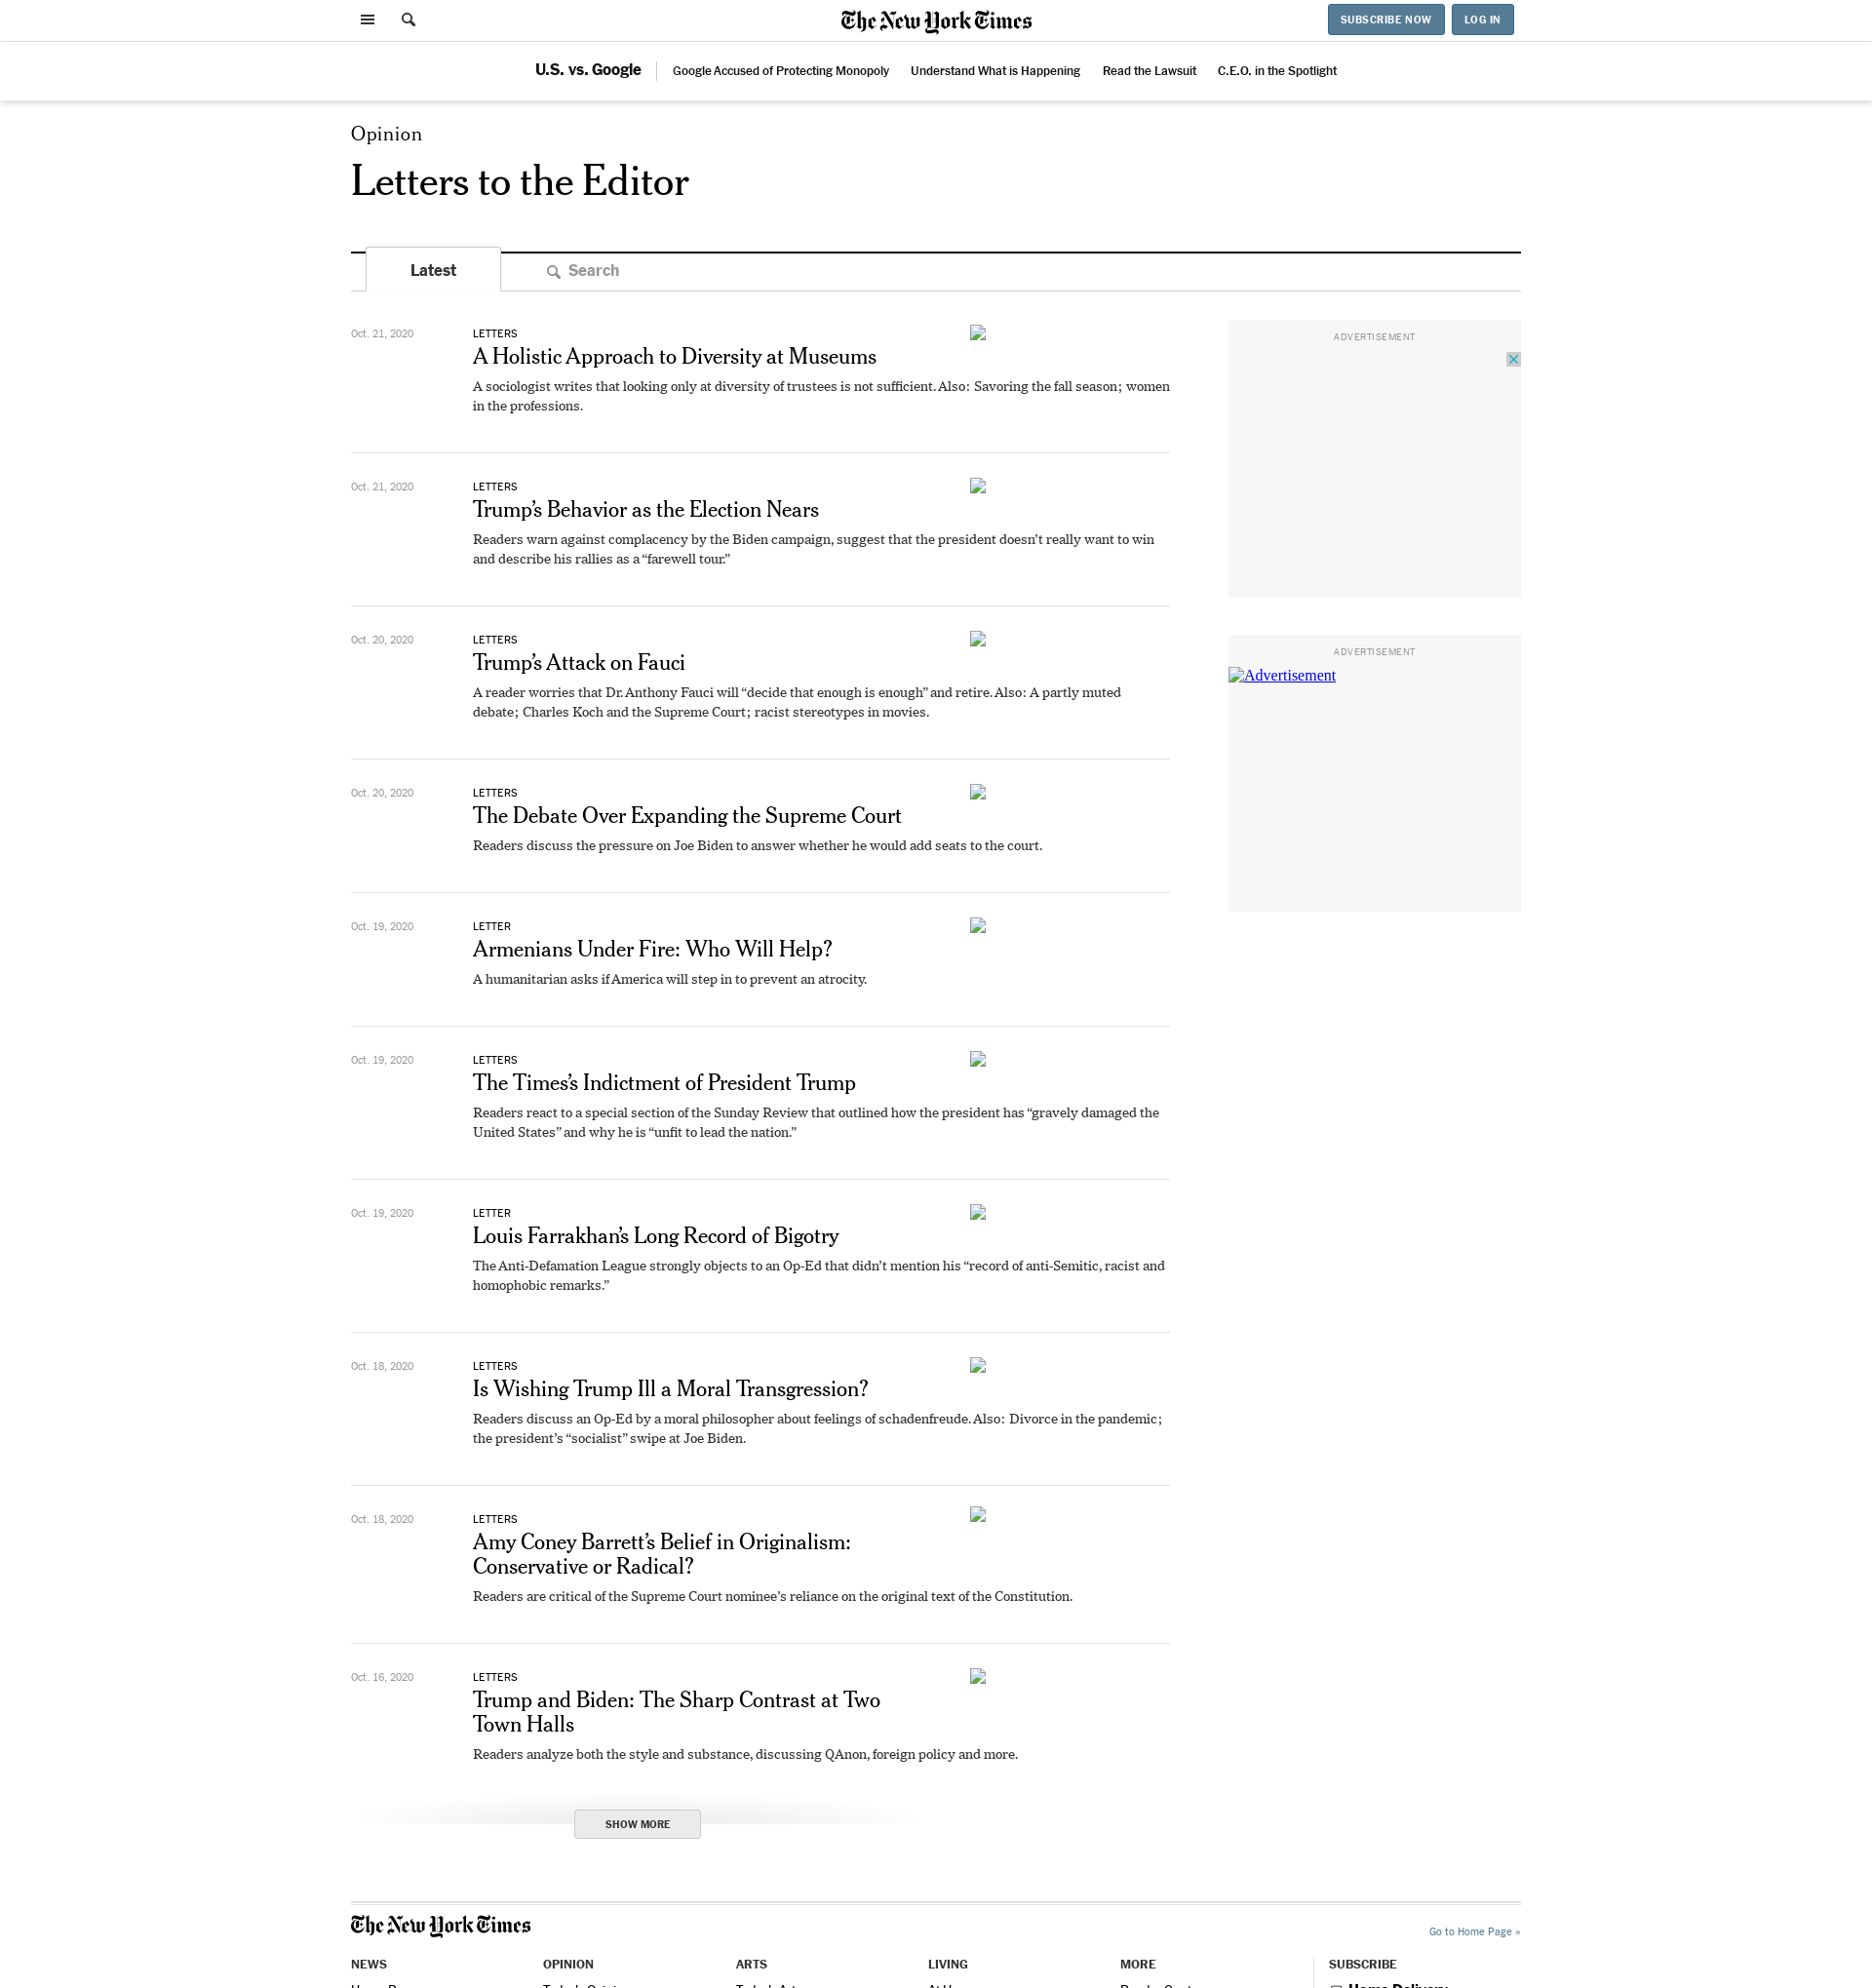 The New York Times
SUBSCRIBE NOW
LOG IN
U.S. vs. Google
Google Accused of Protecting Monopoly
Understand What is Happening
Read the Lawsuit
C.E.O. in the Spotlight
Opinion
Letters to the Editor
Latest
Search
Oct. 21, 2020
LETTERS
A Holistic Approach to Diversity at Museums
A sociologist writes that looking only at diversity of trustees is not sufficient. Also: Savoring the fall season; women
in the professions.
Oct. 21, 2020
LETTERS
Trump’s Behavior as the Election Nears
Readers warn against complacency by the Biden campaign, suggest that the president doesn’t really want to win
and describe his rallies as a “farewell tour.”
Oct. 20, 2020
LETTERS
Trump’s Attack on Fauci
A reader worries that Dr. Anthony Fauci will “decide that enough is enough” and retire. Also: A partly muted
debate; Charles Koch and the Supreme Court; racist stereotypes in movies.
Oct. 20, 2020
LETTERS
The Debate Over Expanding the Supreme Court
Readers discuss the pressure on Joe Biden to answer whether he would add seats to the court.
Oct. 19, 2020
LETTER
Armenians Under Fire: Who Will Help?
A humanitarian asks if America will step in to prevent an atrocity.
Oct. 19, 2020
LETTERS
The Times’s Indictment of President Trump
Readers react to a special section of the Sunday Review that outlined how the president has “gravely damaged the
United States” and why he is “unfit to lead the nation.”
Oct. 19, 2020
LETTER
Louis Farrakhan’s Long Record of Bigotry
The Anti-Defamation League strongly objects to an Op-Ed that didn’t mention his “record of anti-Semitic, racist and
homophobic remarks.”
Oct. 18, 2020
LETTERS
Is Wishing Trump Ill a Moral Transgression?
Readers discuss an Op-Ed by a moral philosopher about feelings of schadenfreude. Also: Divorce in the pandemic;
the president’s “socialist” swipe at Joe Biden.
Oct. 18, 2020
LETTERS
Amy Coney Barrett’s Belief in Originalism:
Conservative or Radical?
Readers are critical of the Supreme Court nominee’s reliance on the original text of the Constitution.
Oct. 16, 2020
LETTERS
Trump and Biden: The Sharp Contrast at Two
Town Halls
Readers analyze both the style and substance, discussing QAnon, foreign policy and more.
SHOW MORE
ADVERTISEMENT
ADVERTISEMENT
Advertisement
The New York Times
Go to Home Page »
NEWS
OPINION
ARTS
LIVING
MORE
SUBSCRIBE
Home Delivery